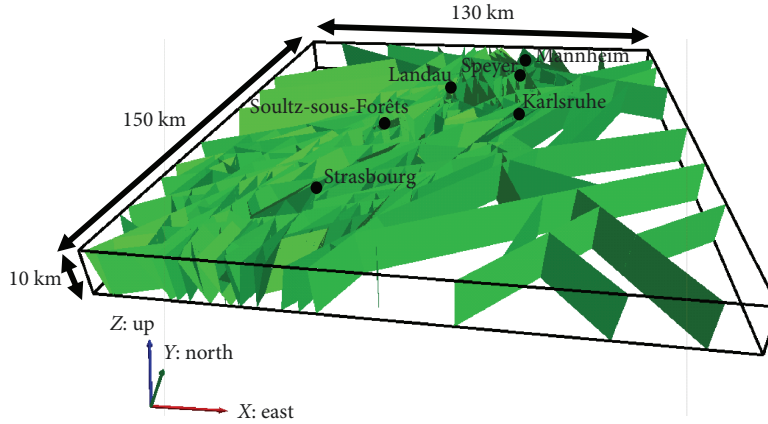 130 km
Mannheim
Speyer
Landau
Soultz-sous-Forêts
Karlsruhe
150 km
Strasbourg
10 km
Z: up
Y: north
X: east